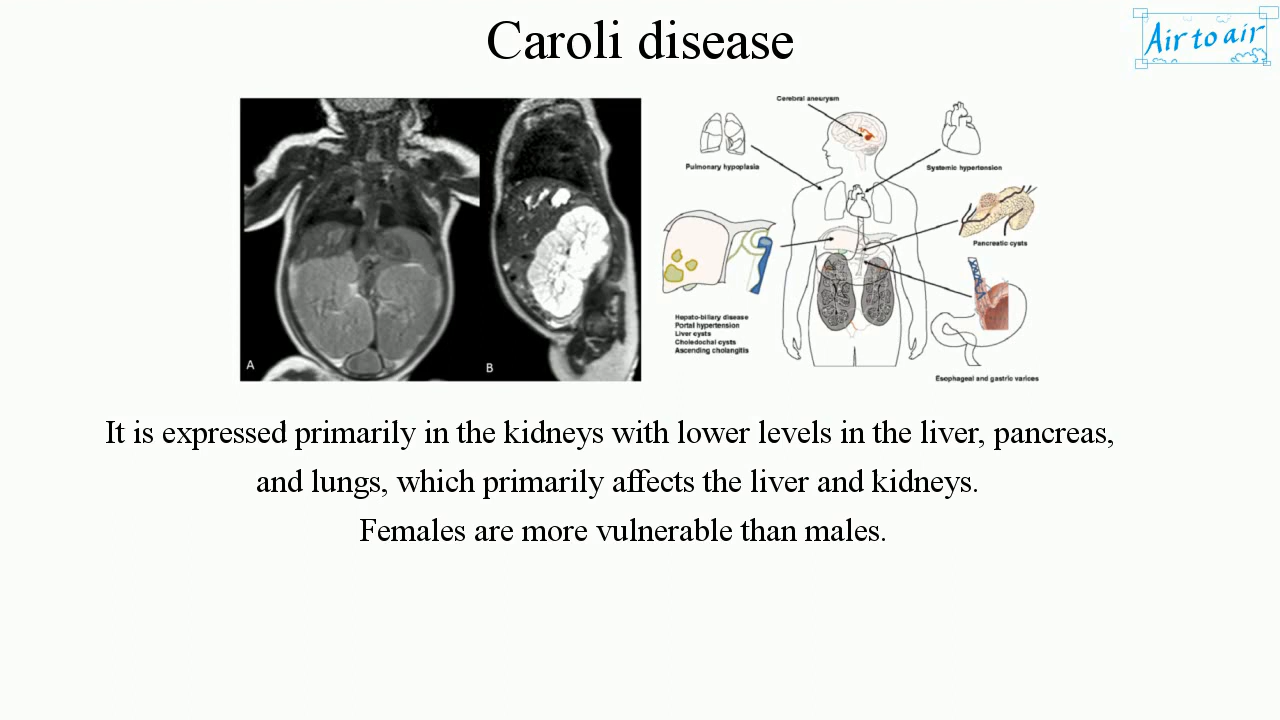 Caroli disease
Air to air
Cerebral aneurysm
Pulmonary hypoplasia
Systemic hypertension
Pancreatic cysts
Hepato-biliary disease
Portal hypertension
Liver cysts
Choledochal cysts
Ascending cholangitis
Esophageal and gastric varices
A
B
It is expressed primarily in the kidneys with lower levels in the liver, pancreas,
and lungs, which primarily affects the liver and kidneys.
Females are more vulnerable than males.